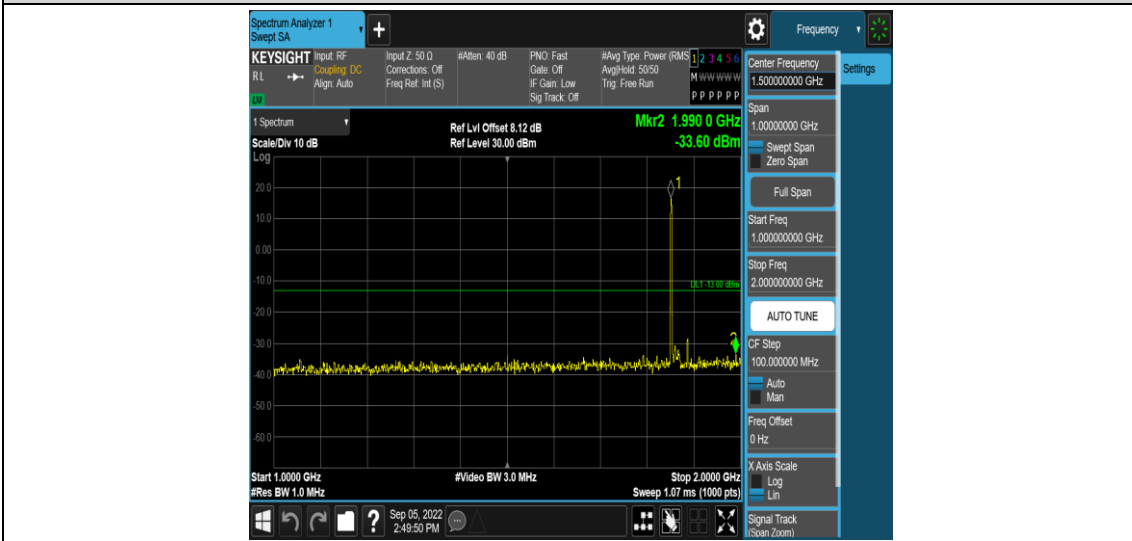 Spectrum Analyzer 1
Swept SA
+
Frequency
KEYSIGHT
RL
Input: RF
Coupling: DC
Align: Auto
Input Z: 50 Ω
Corrections: Off
Freq Ref: Int (S)
#Atten: 40 dB
PNO: Fast
Gate: Off
IF Gain: Low
Sig Track: Off
#Avg Type: Power (RMS
Avg|Hold: 50/50
Trig: Free Run
1 2 3 4 5 6
M W W W W W
P P P P P P
1 Spectrum
Scale/Div 10 dB
Log
Ref Lvl Offset 8.12 dB
Ref Level 30.00 dBm
Mkr2 1.990 0 GHz
-33.60 dBm
20.0
10.0
0.00
-10.0
-20.0
-30.0
-40.0
-50.0
-60.0
1
DL1 -13.00 dBm
2
Start 1.0000 GHz
#Res BW 1.0 MHz
#Video BW 3.0 MHz
Stop 2.0000 GHz
Sweep 1.07 ms (1000 pts)
?
Sep 05, 2022
2:49:50 PM
Center Frequency
1.500000000 GHz
Settings
Span
1.00000000 GHz
Swept Span
Zero Span
Full Span
Start Freq
1.000000000 GHz
Stop Freq
2.000000000 GHz
AUTO TUNE
CF Step
100.000000 MHz
Auto
Man
Freq Offset
0 Hz
X Axis Scale
Log
Lin
Signal Track
(Span Zoom)